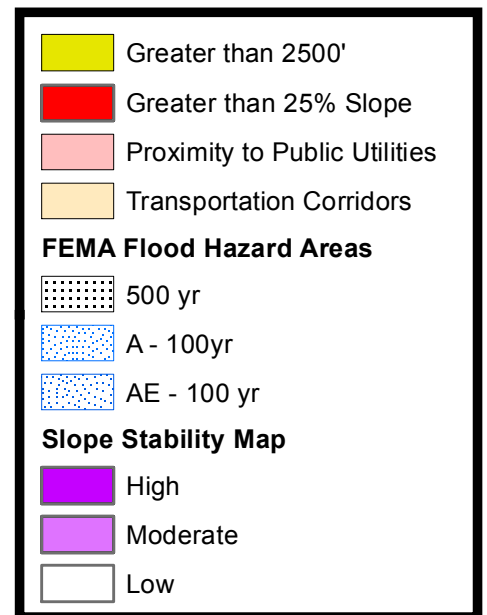 Greater than 2500'
Greater than 25% Slope
Proximity to Public Utilities
Transportation Corridors
FEMA Flood Hazard Areas
500 yr
A - 100yr
AE - 100 yr
Slope Stability Map
High
Moderate
Low